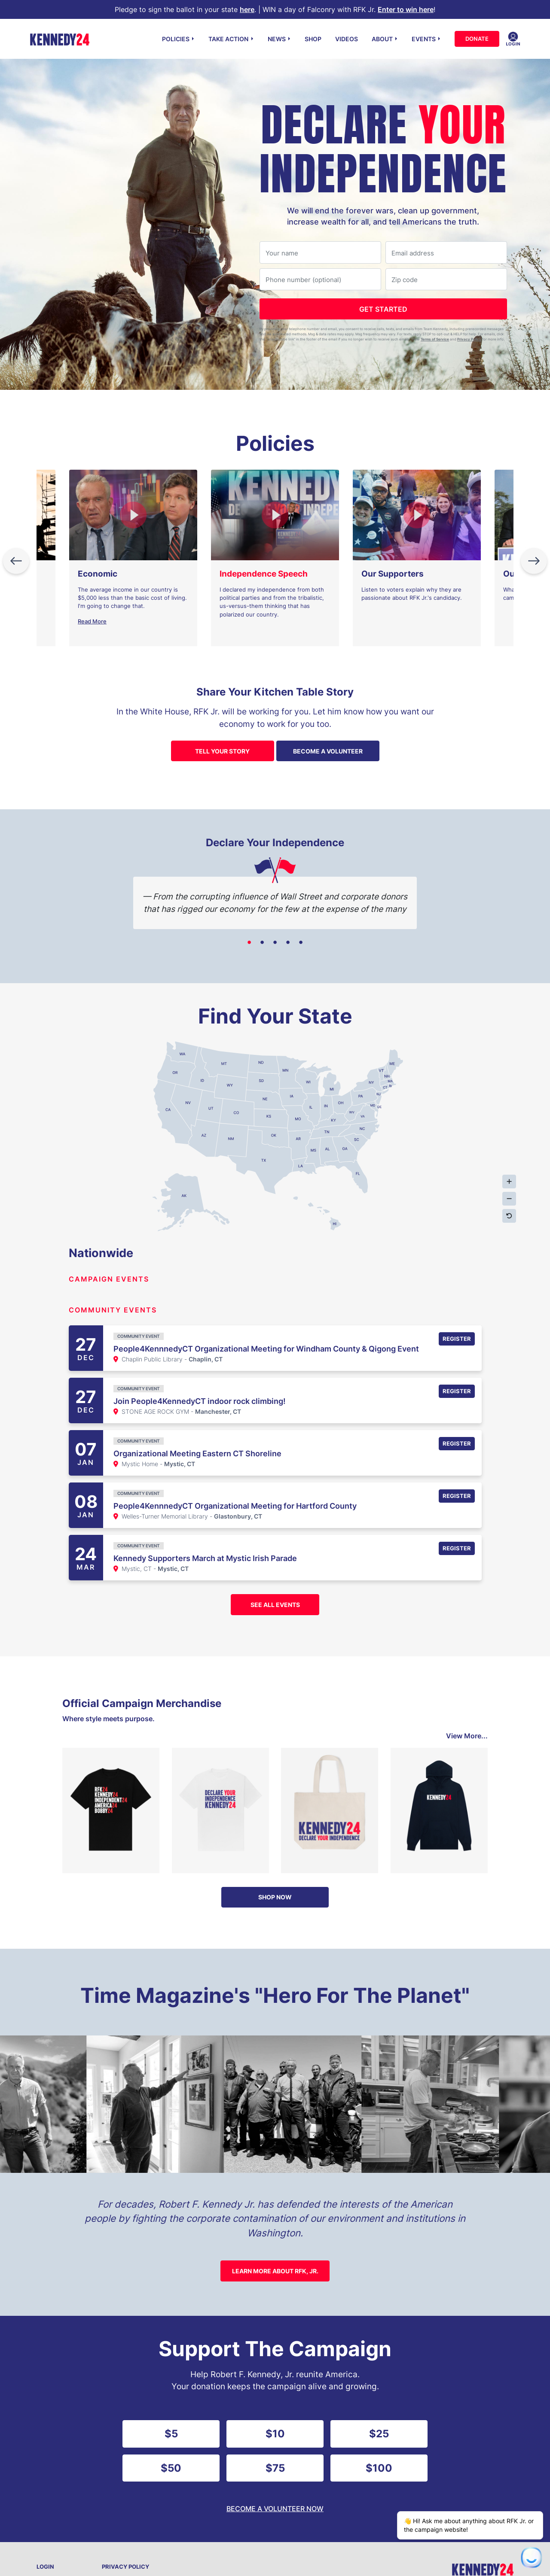 Pledge to sign the ballot in your state here. | WIN a day of Falconry with RFK Jr. Enter to win here!
KENNEDY24
POLICIES
TAKE ACTION
NEWS
SHOP
VIDEOS
ABOUT
EVENTS
DONATE
LOGIN
DECLARE YOUR
INDEPENDENCE
We will end the forever wars, clean up government,
increase wealth for all, and tell Americans the truth.
Your name
Email address
Phone number (optional)
Zip code
GET STARTED
Terms of Service
Policies
Economic
The average income in our country is
$5,000 less than the basic cost of living.
I'm going to change that.
Read More
Independence Speech
I declared my independence from both
political parties and from the tribalistic,
us-versus-them thinking that has
polarized our country.
Our Supporters
Listen to voters explain why they are
passionate about RFK Jr.'s candidacy.
Share Your Kitchen Table Story
In the White House, RFK Jr. will be working for you. Let him know how you want our
economy to work for you too.
TELL YOUR STORY
BECOME A VOLUNTEER
Declare Your Independence
— From the corrupting influence of Wall Street and corporate donors
that has rigged our economy for the few at the expense of the many
Find Your State
WA
MT
ND
MN
ME
OR
ID
WY
SD
WI
MI
NY
VT
NV
UT
CO
NE
IA
IL
IN
OH
PA
CA
KS
MO
KY
WV
NC
AZ
NM
OK
AR
TN
SC
MS
AL
GA
TX
LA
FL
AK
HI
+
−
Nationwide
CAMPAIGN EVENTS
COMMUNITY EVENTS
27
DEC
COMMUNITY EVENT
People4KennnedyCT Organizational Meeting for Windham County & Qigong Event
Chaplin Public Library - Chaplin, CT
REGISTER
27
DEC
COMMUNITY EVENT
Join People4KennedyCT indoor rock climbing!
STONE AGE ROCK GYM - Manchester, CT
REGISTER
07
JAN
COMMUNITY EVENT
Organizational Meeting Eastern CT Shoreline
Mystic Home - Mystic, CT
REGISTER
08
JAN
COMMUNITY EVENT
People4KennnedyCT Organizational Meeting for Hartford County
Welles-Turner Memorial Library - Glastonbury, CT
REGISTER
24
MAR
COMMUNITY EVENT
Kennedy Supporters March at Mystic Irish Parade
Mystic, CT - Mystic, CT
REGISTER
SEE ALL EVENTS
Official Campaign Merchandise
Where style meets purpose.
View More...
RFK24
KENNEDY24
INDEPENDENT24
AMERICA24
BOBBY24
DECLARE YOUR
INDEPENDENCE
KENNEDY24
KENNEDY24
DECLARE YOUR INDEPENDENCE
KENNEDY24
SHOP NOW
Time Magazine's "Hero For The Planet"
For decades, Robert F. Kennedy Jr. has defended the interests of the American
people by fighting the corporate contamination of our environment and institutions in
Washington.
LEARN MORE ABOUT RFK, JR.
Support The Campaign
Help Robert F. Kennedy, Jr. reunite America.
Your donation keeps the campaign alive and growing.
$5
$10
$25
$50
$75
$100
BECOME A VOLUNTEER NOW
👋 Hi! Ask me about anything about RFK Jr. or
the campaign website!
LOGIN
PRIVACY POLICY
KENNEDY24